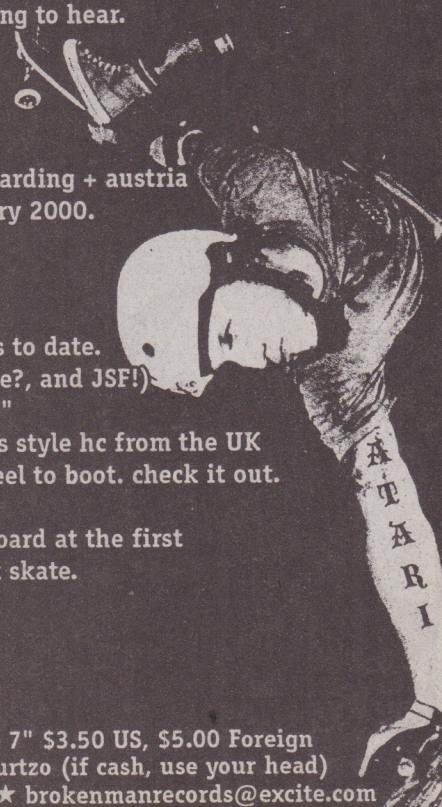 ng to hear.
arding + austria
ry 2000.
s to date.
e?, and JSF!)
"
s style hc from the UK
eel to boot. check it out.
oard at the first
skate.
ATARI
7" $3.50 US, $5.00 Foreign
urtzo (if cash, use your head)
★ brokenmanrecords@excite.com